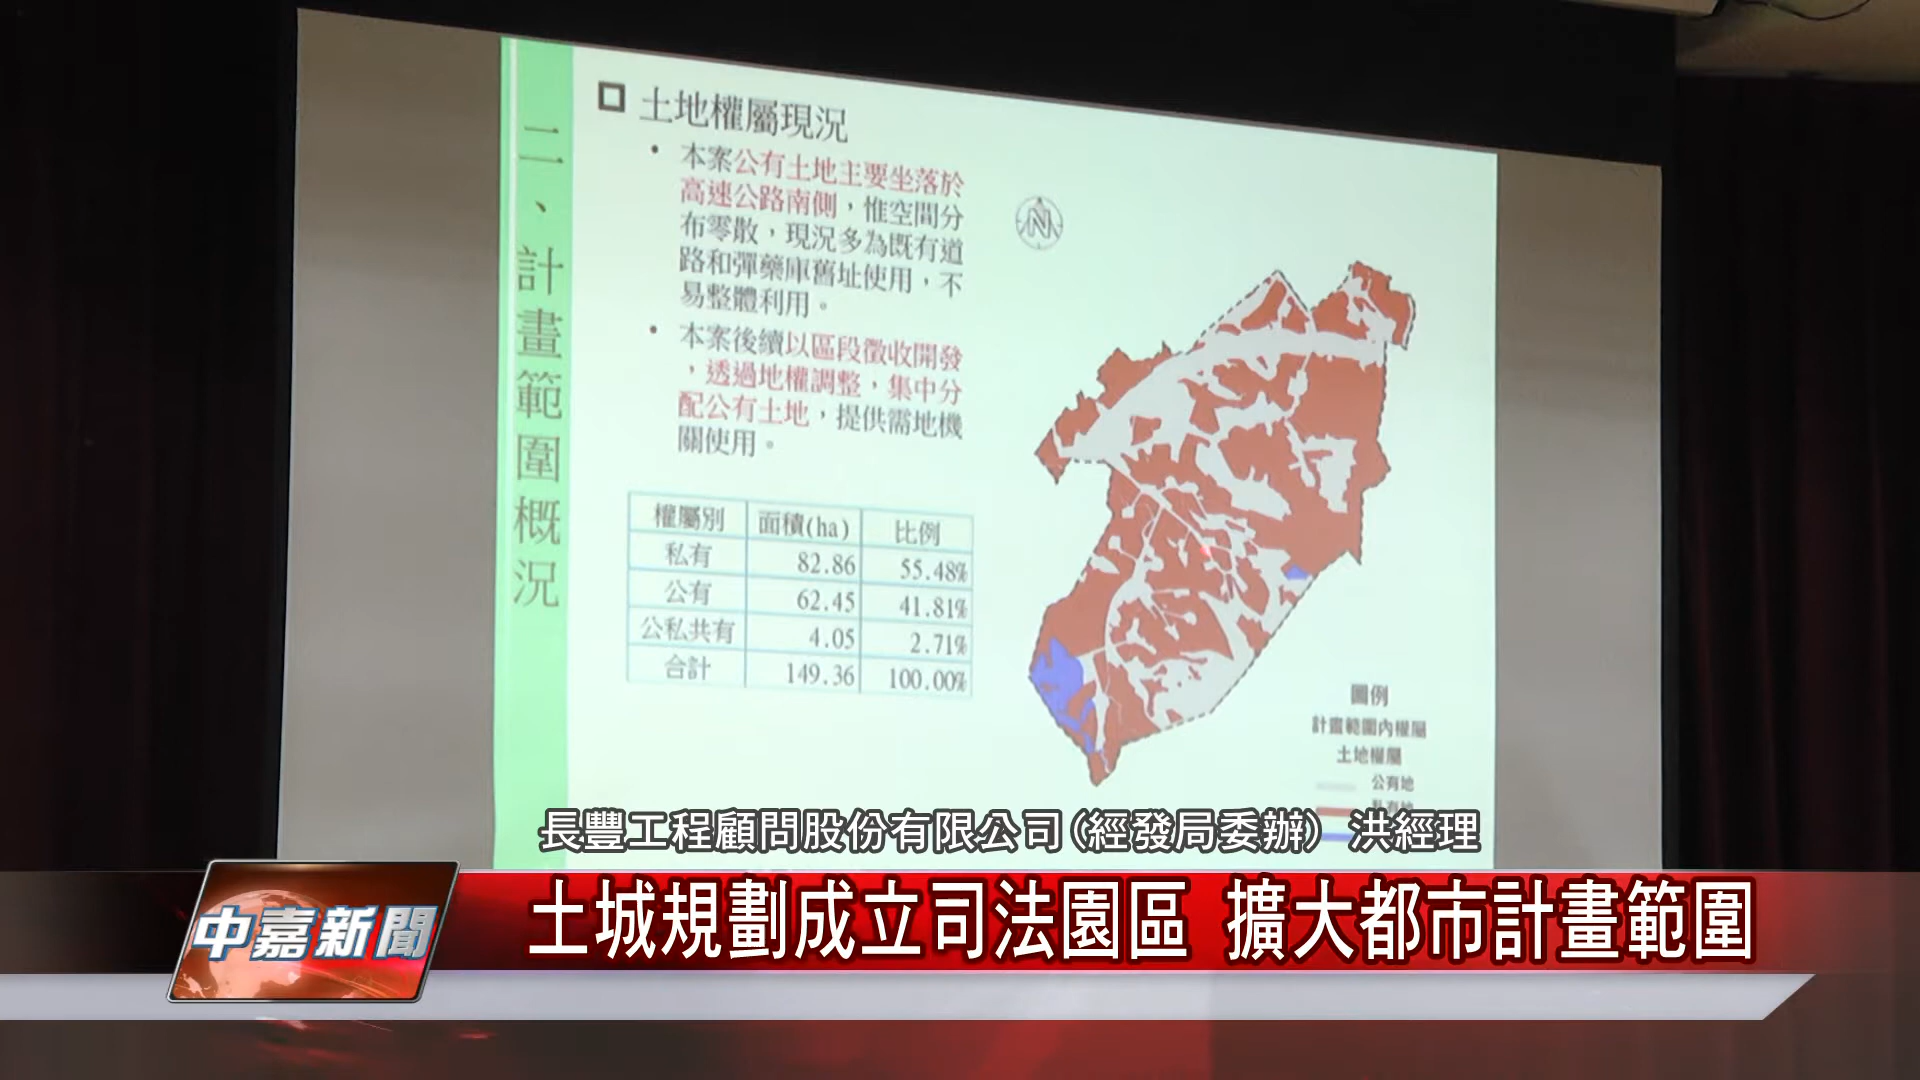 二、計畫範圍概況
土地權屬現況
• 本案公有土地主要坐落於
高速公路南側，惟空間分
布零散，現況多為既有道
路和彈藥庫舊址使用，不
易整體利用。
• 本案後續以區段徵收開發
，透過地權調整，集中分
配公有土地，提供需地機
關使用。
權屬別 面積(ha) 比例
私有 82.86 55.48%
公有 62.45 41.81%
公私共有 4.05 2.71%
合計 149.36 100.00%
N
圖例
計畫範圍內權屬
土地權屬
公有地
私有地
長豐工程顧問股份有限公司(經發局委辦) 洪經理
中嘉新聞
土城規劃成立司法園區 擴大都市計畫範圍